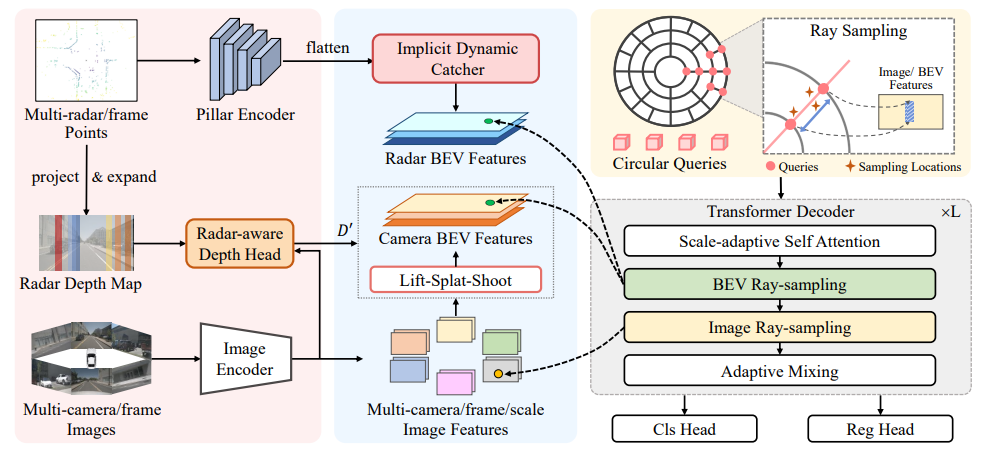 Multi-radar/frame
Points
Pillar Encoder
flatten
Implicit Dynamic
Catcher
Radar BEV Features
project & expand
Radar Depth Map
Radar-aware
Depth Head
D′
Camera BEV Features
Lift-Splat-Shoot
Multi-camera/frame
Images
Image
Encoder
Multi-camera/frame/scale
Image Features
Circular Queries
Ray Sampling
Image/ BEV
Features
Queries
Sampling Locations
Transformer Decoder
×L
Scale-adaptive Self Attention
BEV Ray-sampling
Image Ray-sampling
Adaptive Mixing
Cls Head
Reg Head